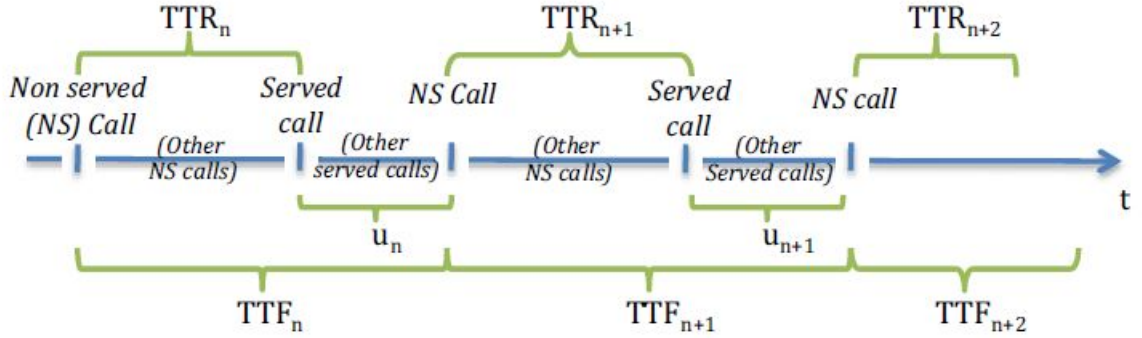 TTRn TTRn+1 TTRn+2
Non served
(NS) Call
Served
call
NS Call
Served
call
NS call
(Other
NS calls)
(Other
served calls)
(Other
NS calls)
(Other
Served calls)
t
un un+1
TTFn TTFn+1 TTFn+2